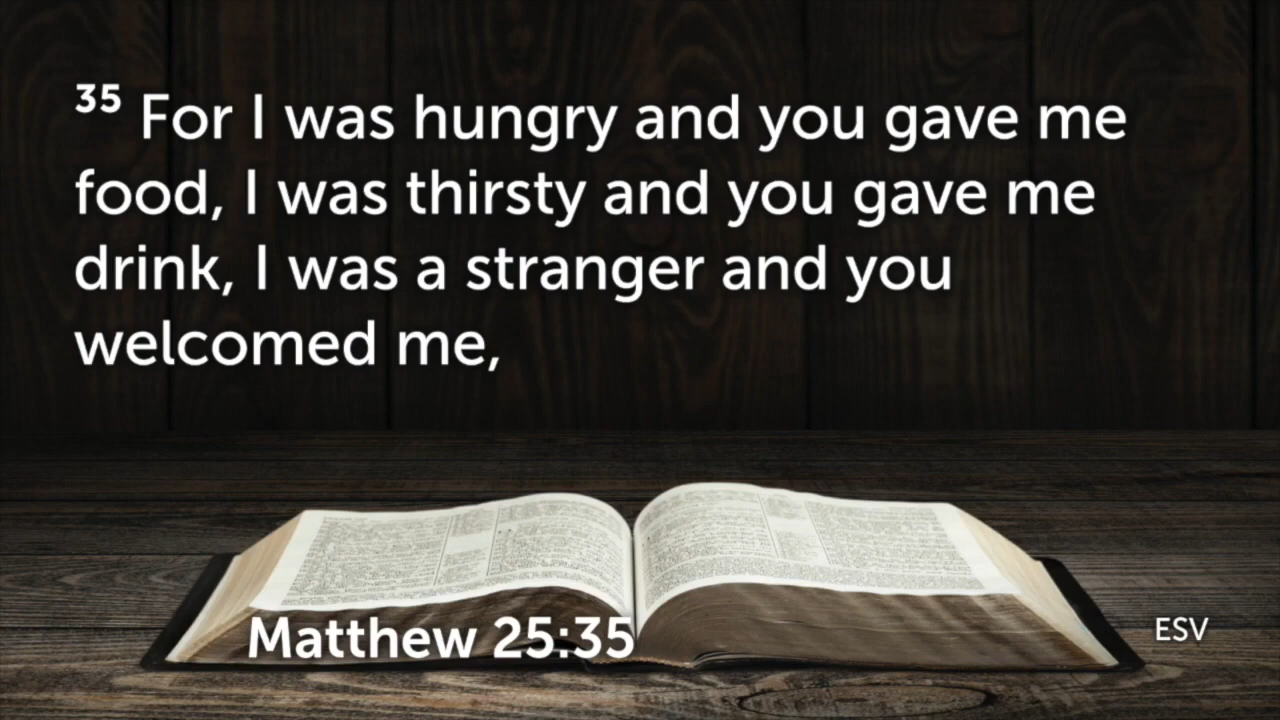 35 For I was hungry and you gave me
food, I was thirsty and you gave me
drink, I was a stranger and you
welcomed me,
Matthew 25:35
ESV